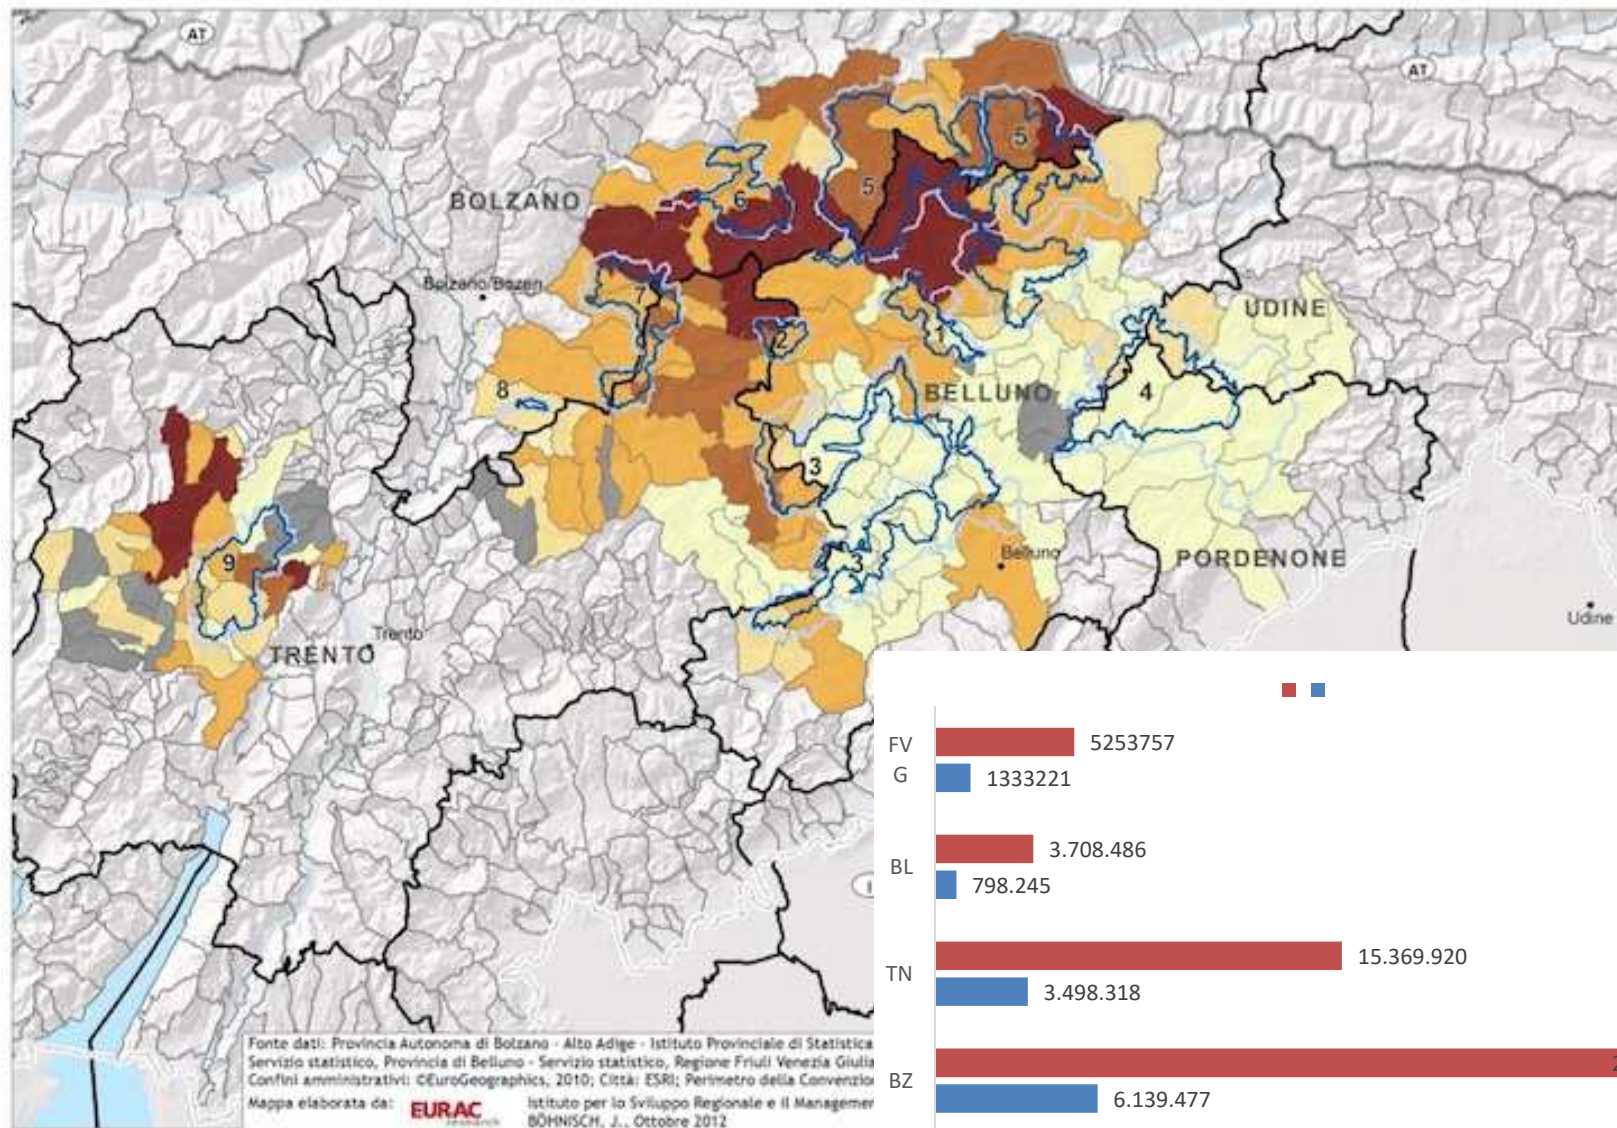 AT
AT
BOLZANO
5
5
6
Bolzano/Bozen
7
UDINE
1
2
8
BELLUNO
4
3
9
3
Belluno
PORDENONE
Udine
Trento
TRENTO
FV
G
5253757
1333221
BL
3.708.486
798.245
TN
15.369.920
3.498.318
BZ
2
6.139.477
I
Fonte dati: Provincia Autonoma di Bolzano - Alto Adige - Istituto Provinciale di Statistica
Servizio statistico, Provincia di Belluno - Servizio statistico, Regione Friuli Venezia Giulia
Confini amministrativi: ©EuroGeographics, 2010; Città: ESRI; Perimetro della Convenzio
Mappa elaborata da:
EURAC
research
Istituto per lo Sviluppo Regionale e il Managemen
BÖHNISCH, J., Ottobre 2012